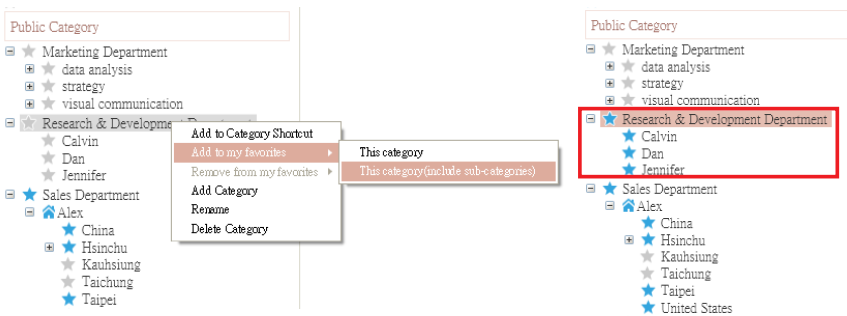 Public Category
Marketing Department
data analysis
strategy
visual communication
Research & Development Department
Calvin
Dan
Jennifer
Sales Department
Alex
China
Hsinchu
Kauhsiung
Taichung
Taipei
Add to Category Shortcut
Add to my favorites
Remove from my favorites
Add Category
Rename
Delete Category
This category
This category(include sub-categories)
Public Category
Marketing Department
data analysis
strategy
visual communication
Research & Development Department
Calvin
Dan
Jennifer
Sales Department
Alex
China
Hsinchu
Kauhsiung
Taichung
Taipei
United States